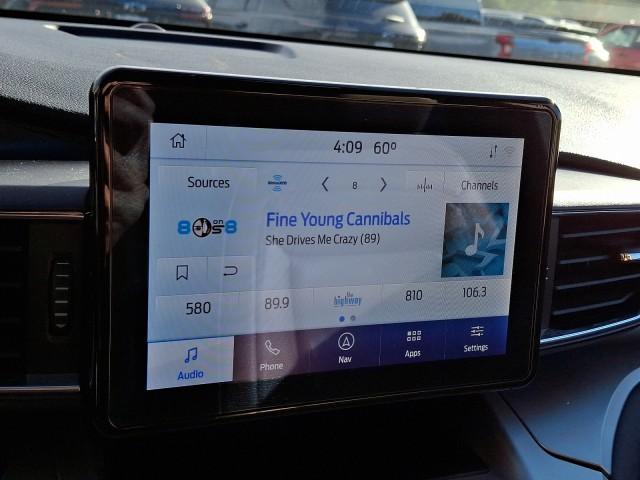 4:09 60°
Sources
8
Channels
80s on 8
Fine Young Cannibals
She Drives Me Crazy (89)
580
89.9
the highway
810
106.3
Audio
Phone
Nav
Apps
Settings